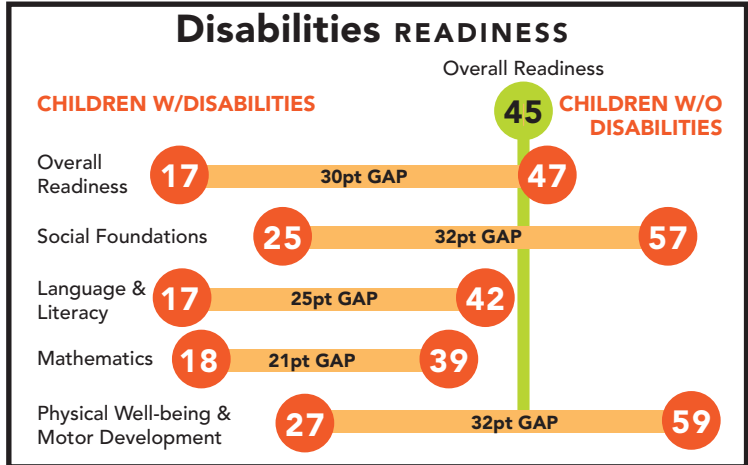 Disabilities READINESS
Overall Readiness
CHILDREN W/DISABILITIES
45
CHILDREN W/O
DISABILITIES
Overall
Readiness
17
30pt GAP
47
Social Foundations
25
32pt GAP
57
Language &
Literacy
17
25pt GAP
42
Mathematics
18
21pt GAP
39
Physical Well-being &
Motor Development
27
32pt GAP
59